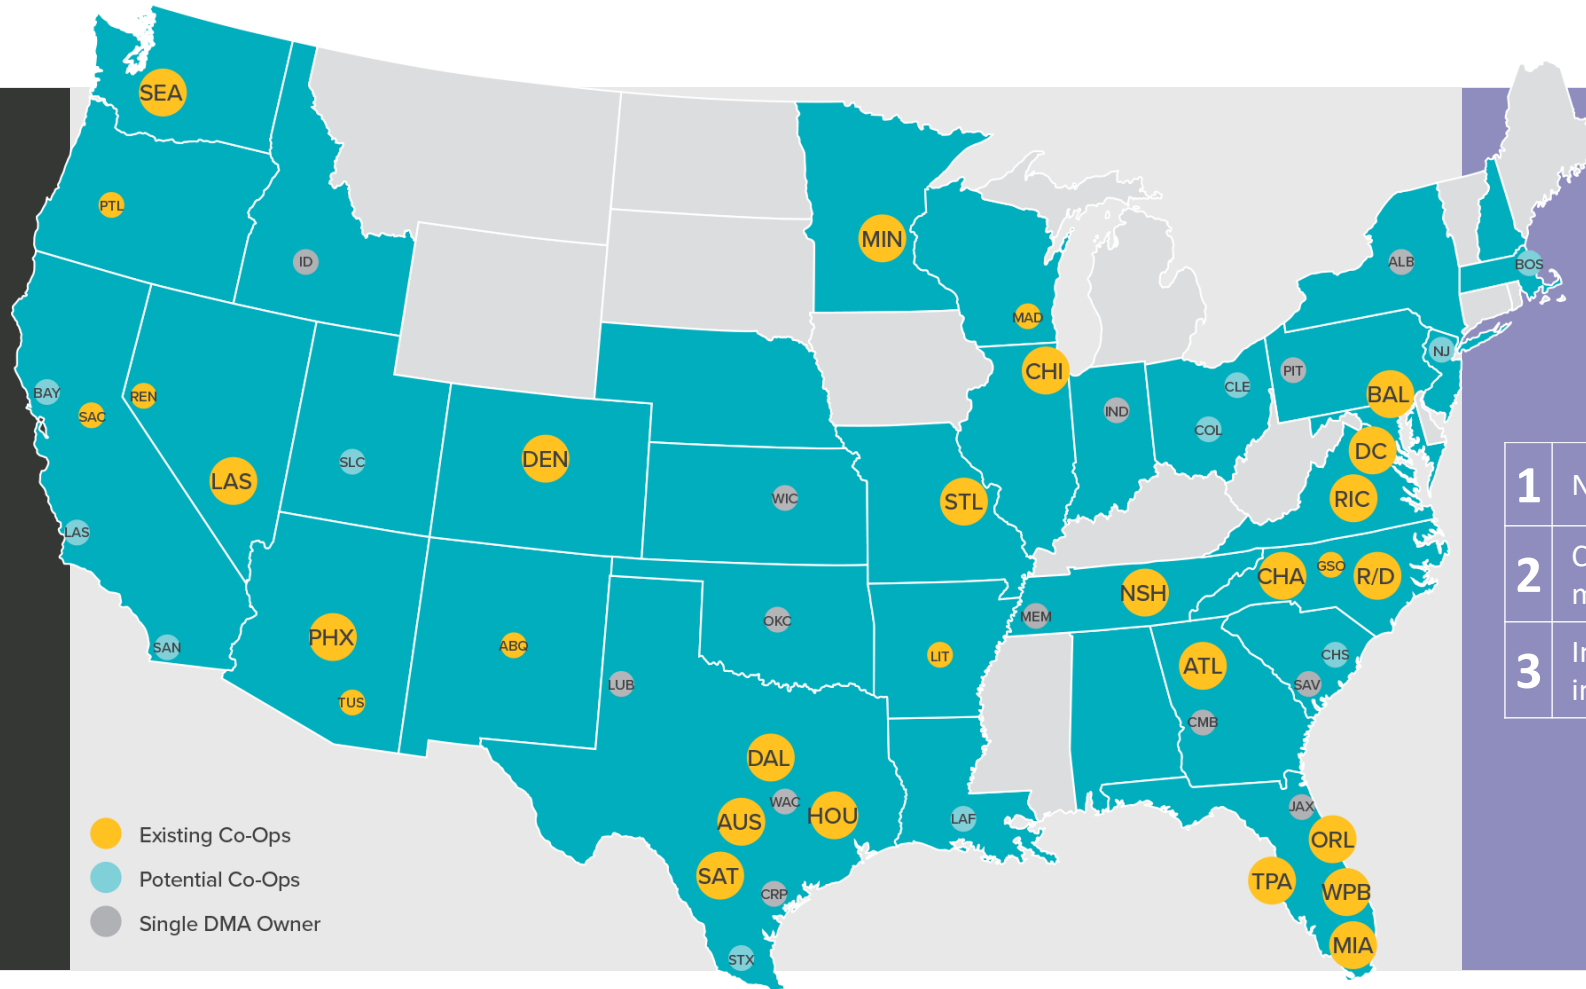 SEA
PTL
ID
MIN
ALB
BOS
MAD
NJ
CHI
PIT
CLE
BAL
BAY
REN
SAC
IND
COL
DC
DEN
SLC
LAS
WIC
STL
RIC
1
N
LAS
CHA
GSO
R/D
2
C
m
NSH
MEM
OKC
PHX
ABQ
SAN
LIT
CHS
ATL
3
In
in
LUB
SAV
TUS
CMB
DAL
WAC
JAX
HOU
AUS
LAF
Existing Co-Ops
ORL
SAT
Potential Co-Ops
TPA
WPB
CRP
Single DMA Owner
MIA
STX